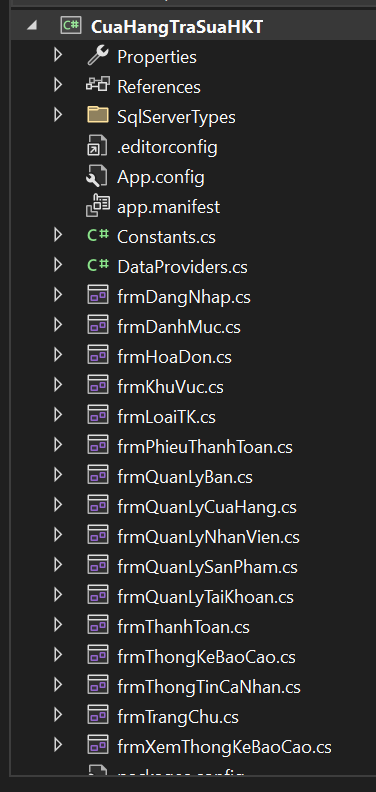 C# CuaHangTraSuaHKT
Properties
References
SqlServerTypes
.editorconfig
App.config
app.manifest
C# Constants.cs
C# DataProviders.cs
frmDangNhap.cs
frmDanhMuc.cs
frmHoaDon.cs
frmKhuVuc.cs
frmLoaiTK.cs
frmPhieuThanhToan.cs
frmQuanLyBan.cs
frmQuanLyCuaHang.cs
frmQuanLyNhanVien.cs
frmQuanLySanPham.cs
frmQuanLyTaiKhoan.cs
frmThanhToan.cs
frmThongKeBaoCao.cs
frmThongTinCaNhan.cs
frmTrangChu.cs
frmXemThongKeBaoCao.cs
packages.config